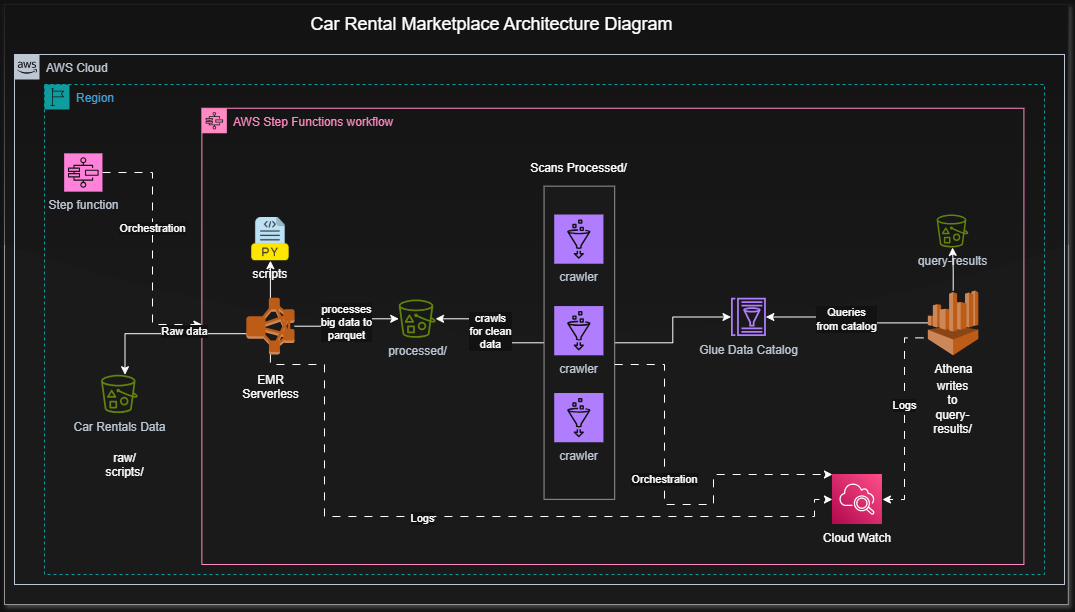 Car Rental Marketplace Architecture Diagram
aws
AWS Cloud
Region
AWS Step Functions workflow
Step function
Orchestration
Scans Processed/
</>
PY
scripts
crawler
query-results
Raw data
processes
big data to
parquet
processed/
crawls
for clean
data
crawler
Glue Data Catalog
Queries
from catalog
Athena
writes
to
query-
results/
EMR
Serverless
Car Rentals Data
raw/
scripts/
crawler
Logs
Orchestration
Logs
Cloud Watch